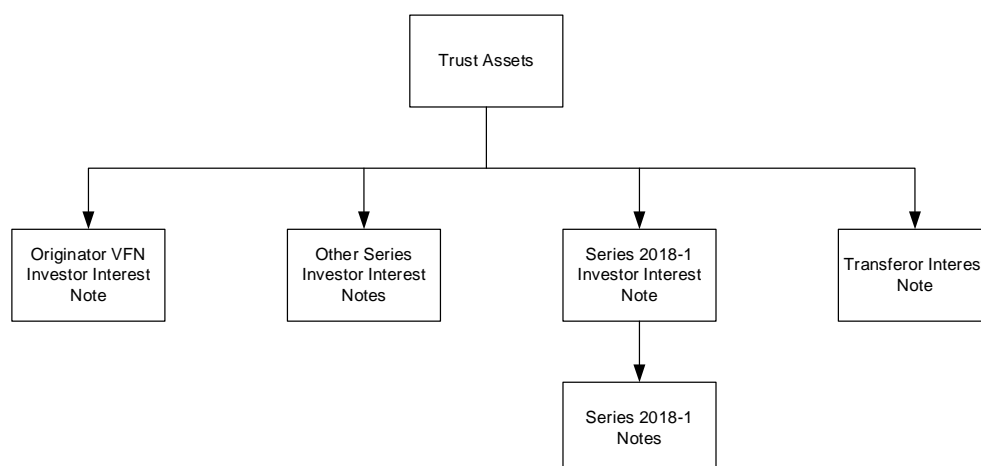 Trust Assets
Originator VFN
Investor Interest
Note
Other Series
Investor Interest
Notes
Series 2018-1
Investor Interest
Note
Transferor Interes
Note
Series 2018-1
Notes